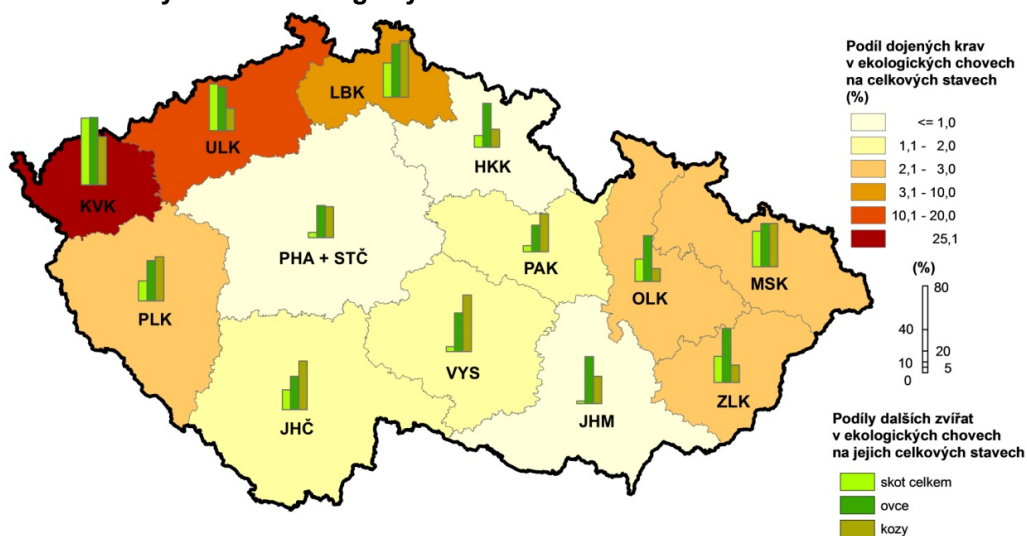 Podíl dojených krav
v ekologických chovech
na celkových stavech
(%)
<= 1,0
1,1 - 2,0
2,1 - 3,0
3,1 - 10,0
10,1 - 20,0
25,1
(%)
80
40
20
10
5
0
Podíly dalších zvířat
v ekologických chovech
na jejich celkových stavech
skot celkem
ovce
kozy
LBK
ULK
HKK
KVK
PHA + STČ
PAK
OLK
MSK
PLK
VYS
ZLK
JHČ
JHM